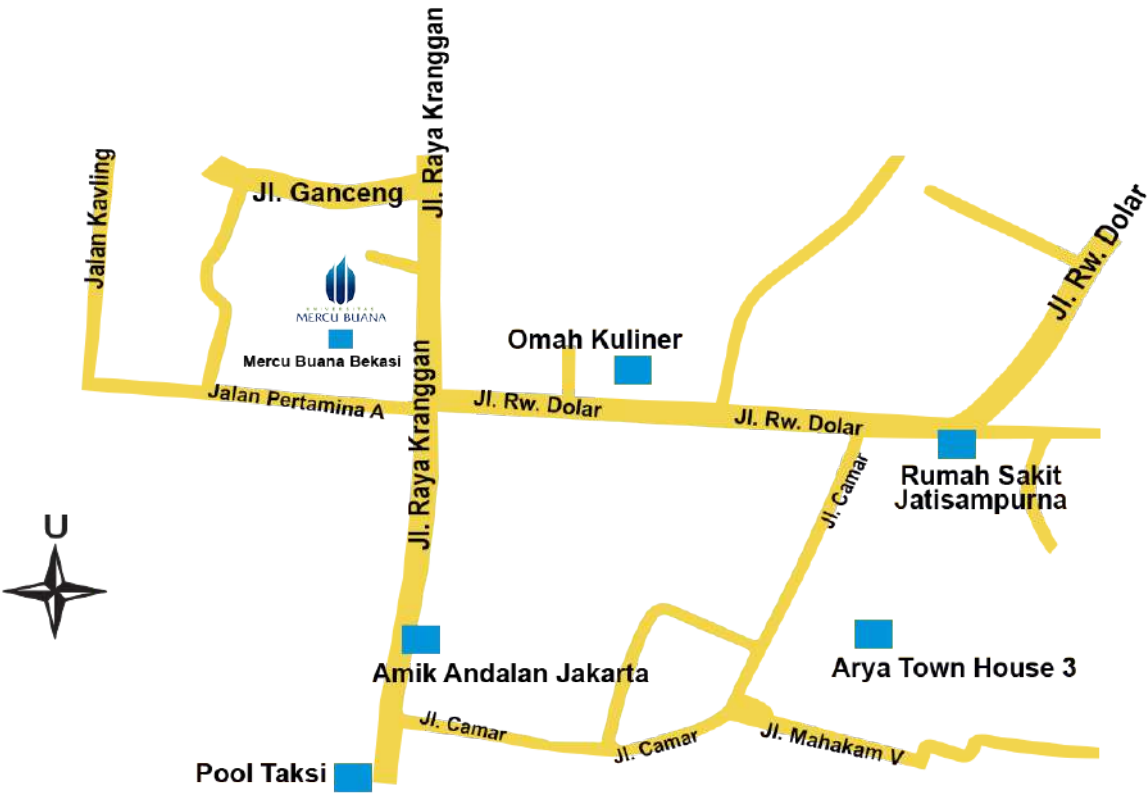 Jl. Raya Kranggan
Jalan Kavling
Jl. Ganceng
Jl. Rw. Dolar
UNIVERSITAS
MERCU BUANA
Mercu Buana Bekasi
Omah Kuliner
Jl. Raya Kranggan
Jalan Pertamina A
Jl. Rw. Dolar
Jl. Rw. Dolar
Jl. Camar
Rumah Sakit
Jatisampurna
U
Amik Andalan Jakarta
Arya Town House 3
Jl. Camar
Jl. Camar
Jl. Mahakam V
Pool Taksi